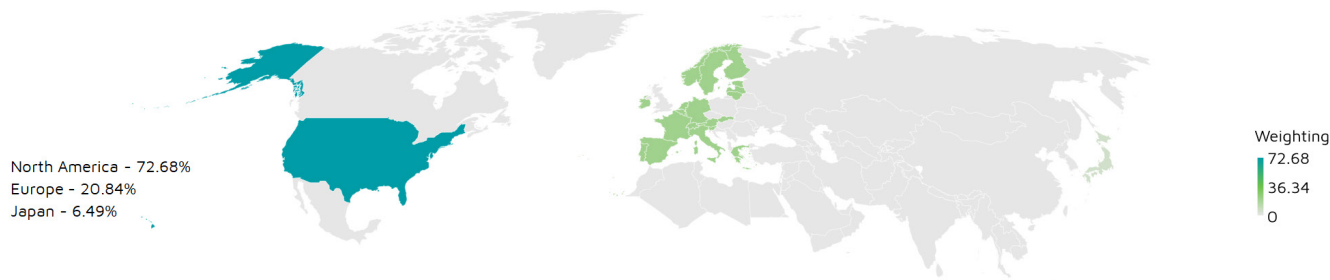 North America - 72.68%
Europe - 20.84%
Japan - 6.49%
Weighting
72.68
36.34
0